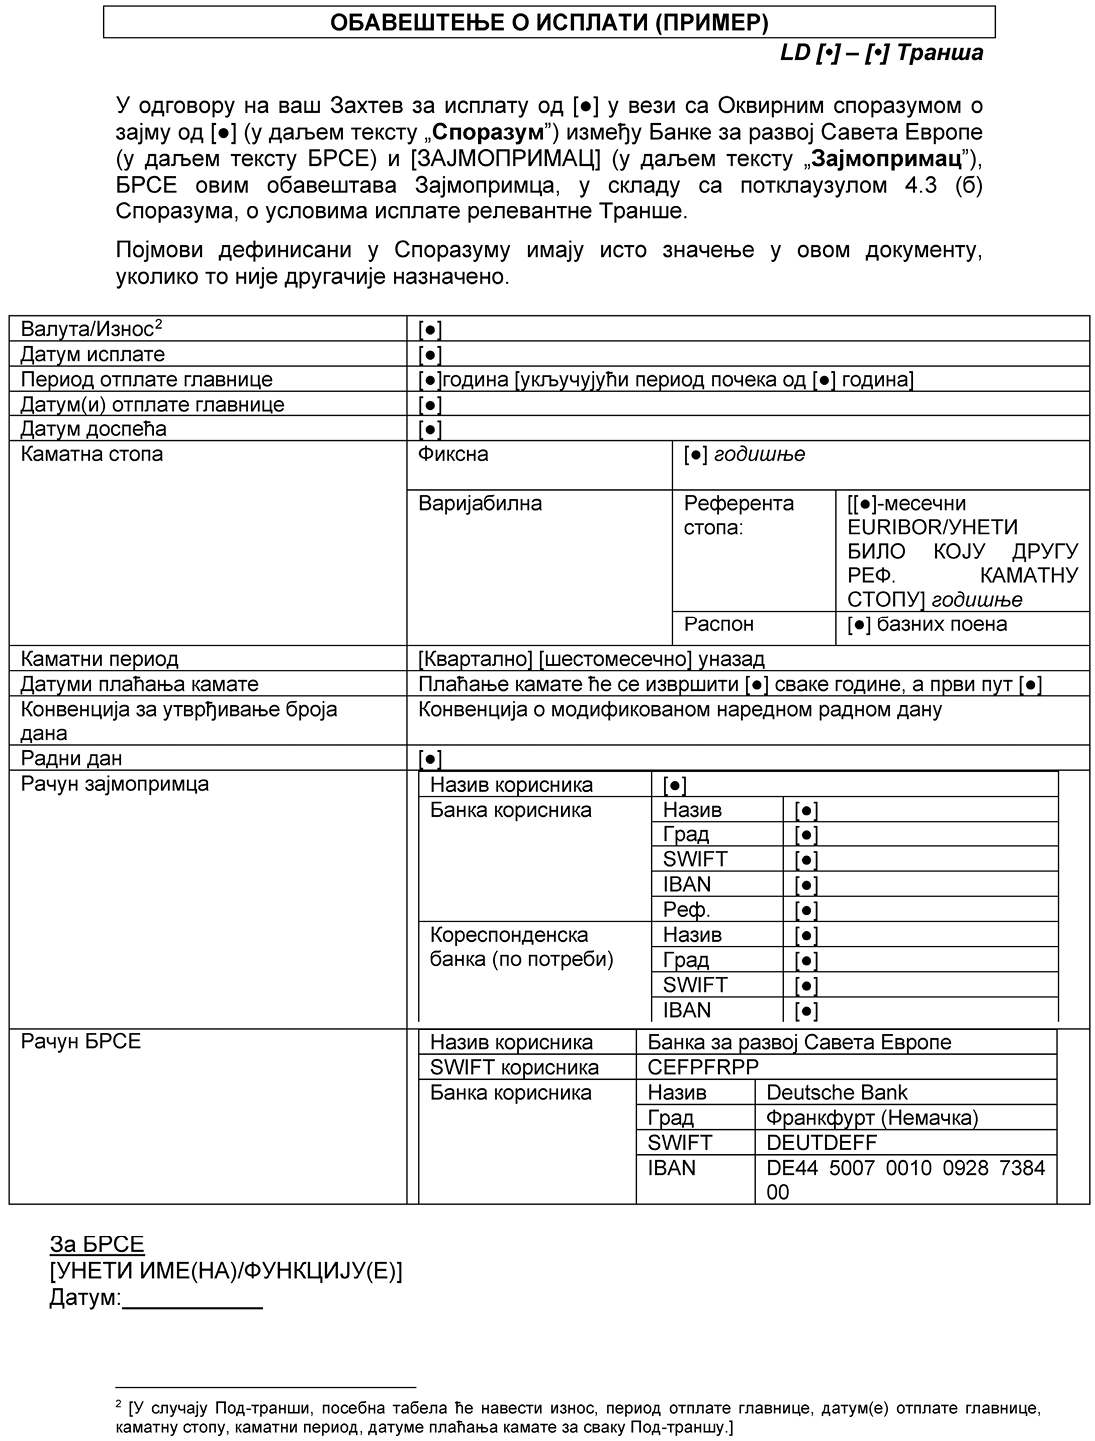 ОБАВЕШТЕЊЕ О ИСПЛАТИ (ПРИМЕР)
LD [•] – [•] Транша
У одговору на ваш Захтев за исплату од [●] у вези са Оквирним споразумом о
зајму од [●] (у даљем тексту „Споразум”) између Банке за развој Савета Европе
(у даљем тексту БРСЕ) и [ЗАЈМОПРИМАЦ] (у даљем тексту „Зајмопримац”),
БРСЕ овим обавештава Зајмопримца, у складу са потклаузулом 4.3 (б)
Споразума, о условима исплате релевантне Транше.
Појмови дефинисани у Споразуму имају исто значење у овом документу,
уколико то није другачије назначено.
Валута/Износ2 [●]
Датум исплате [●]
Период отплате главнице [●]година [укључујући период почека од [●] година]
Датум(и) отплате главнице [●]
Датум доспећа [●]
Каматна стопа Фиксна [●] годишње
Варијабилна Референта [[●]-месечни
стопа: EURIBOR/УНЕТИ
БИЛО КОЈУ ДРУГУ
РЕФ. КАМАТНУ
СТОПУ] годишње
Распон [●] базних поена
Каматни период [Квартално] [шестомесечно] уназад
Датуми плаћања камате Плаћање камате ће се извршити [●] сваке године, а први пут [●]
Конвенција за утврђивање броја Конвенција о модификованом наредном радном дану
дана
Радни дан [●]
Рачун зајмопримца Назив корисника [●]
Банка корисника Назив [●]
Град [●]
SWIFT [●]
IBAN [●]
Реф. [●]
Кореспонденска Назив [●]
банка (по потреби) Град [●]
SWIFT [●]
IBAN [●]
Рачун БРСЕ Назив корисника Банка за развој Савета Европе
SWIFT корисника CEFPFRPP
Банка корисника Назив Deutsche Bank
Град Франкфурт (Немачка)
SWIFT DEUTDEFF
IBAN DE44 5007 0010 0928 7384
00
За БРСЕ
[УНЕТИ ИМЕ(НА)/ФУНКЦИЈУ(Е)]
Датум:____________
2 [У случају Под-транши, посебна табела ће навести износ, период отплате главнице, датум(е) отплате главнице,
каматну стопу, каматни период, датуме плаћања камате за сваку Под-траншу.]